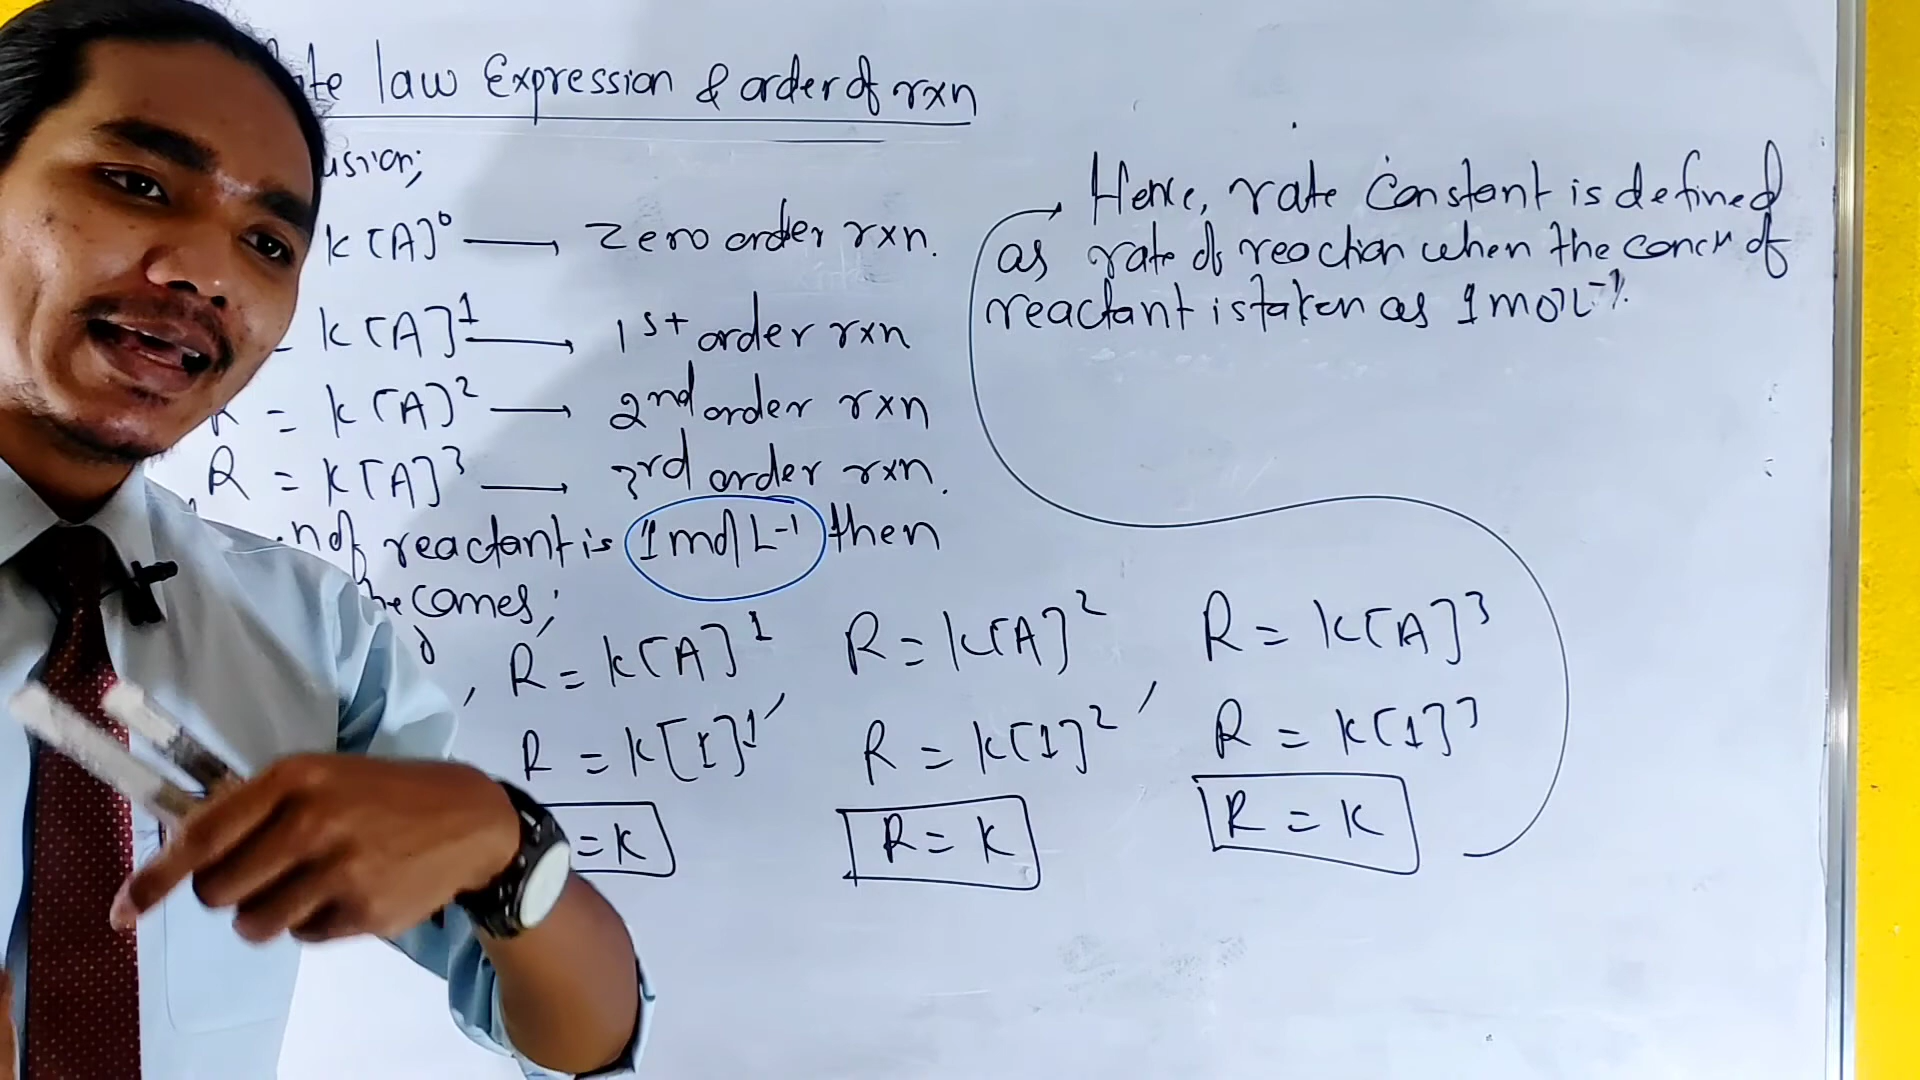 law Expression & order of rxn
k[A]⁰ → Zero order rxn.
k[A]¹ → 1st order rxn
R = k[A]² → 2nd order rxn
R = k[A]³ → 3rd order rxn.
of reactant is 1 mol L⁻¹ then
becomes;
R = k[A]¹
R = k[1]¹
= k
R = k[A]²
R = k[1]²
R = k
R = k[A]³
R = k[1]³
R = k
→ Hence, rate constant is defined
as rate of reaction when the concn of
reactant is taken as 1 mol L⁻¹.